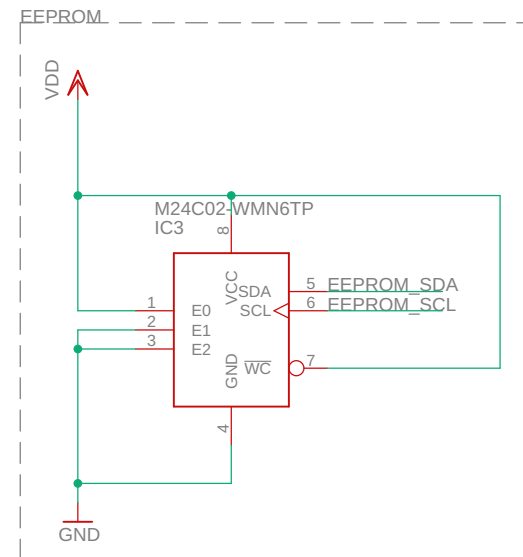 EEPROM
VDD
M24C02-WMN6TP
IC3
8
VCC
1 E0
2 E1
3 E2
SDA 5 EEPROM_SDA
SCL 6 EEPROM_SCL
WC 7
GND
4
GND